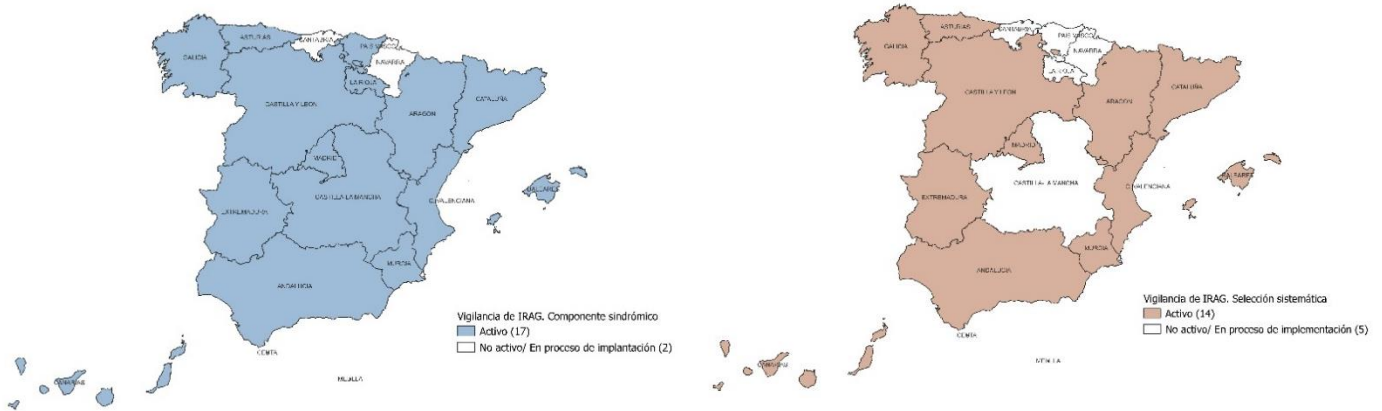 ASTURIAS
CANTABRIA
PAIS VASCO
GALICIA
NAVARRA
LA RIOJA
CATALUÑA
CASTILLA Y LEON
ARAGON
MADRID
BALEARES
CASTILLA-LA MANCHA
C.VALENCIANA
EXTREMADURA
MURCIA
ANDALUCIA
Vigilancia de IRAG. Componente sindrómico
Activo (17)
No activo/ En proceso de implantación (2)
CEUTA
MELILLA
CANARIAS
ASTURIAS
CANTABRIA
PAIS VASCO
GALICIA
NAVARRA
LA RIOJA
CATALUÑA
CASTILLA Y LEON
ARAGON
MADRID
BALEARES
CASTILLA-LA MANCHA
C.VALENCIANA
EXTREMADURA
MURCIA
ANDALUCIA
Vigilancia de IRAG. Selección sistemática
Activo (14)
No activo/ En proceso de implementación (5)
CEUTA
MELILLA
CANARIAS